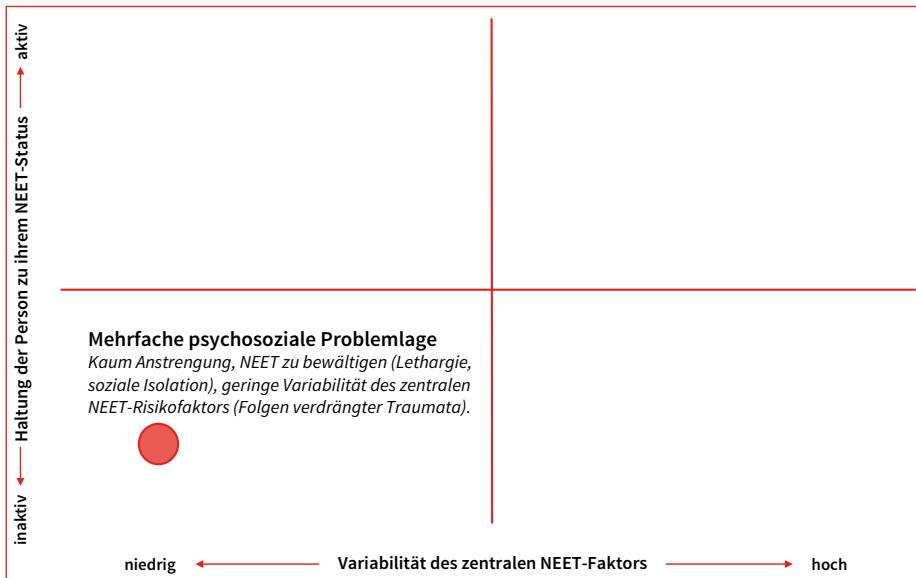 aktiv
Haltung der Person zu ihrem NEET-Status
inaktiv
Mehrfache psychosoziale Problemlage
Kaum Anstrengung, NEET zu bewältigen (Lethargie,
soziale Isolation), geringe Variabilität des zentralen
NEET-Risikofaktors (Folgen verdrängter Traumata).
niedrig
Variabilität des zentralen NEET-Faktors
hoch